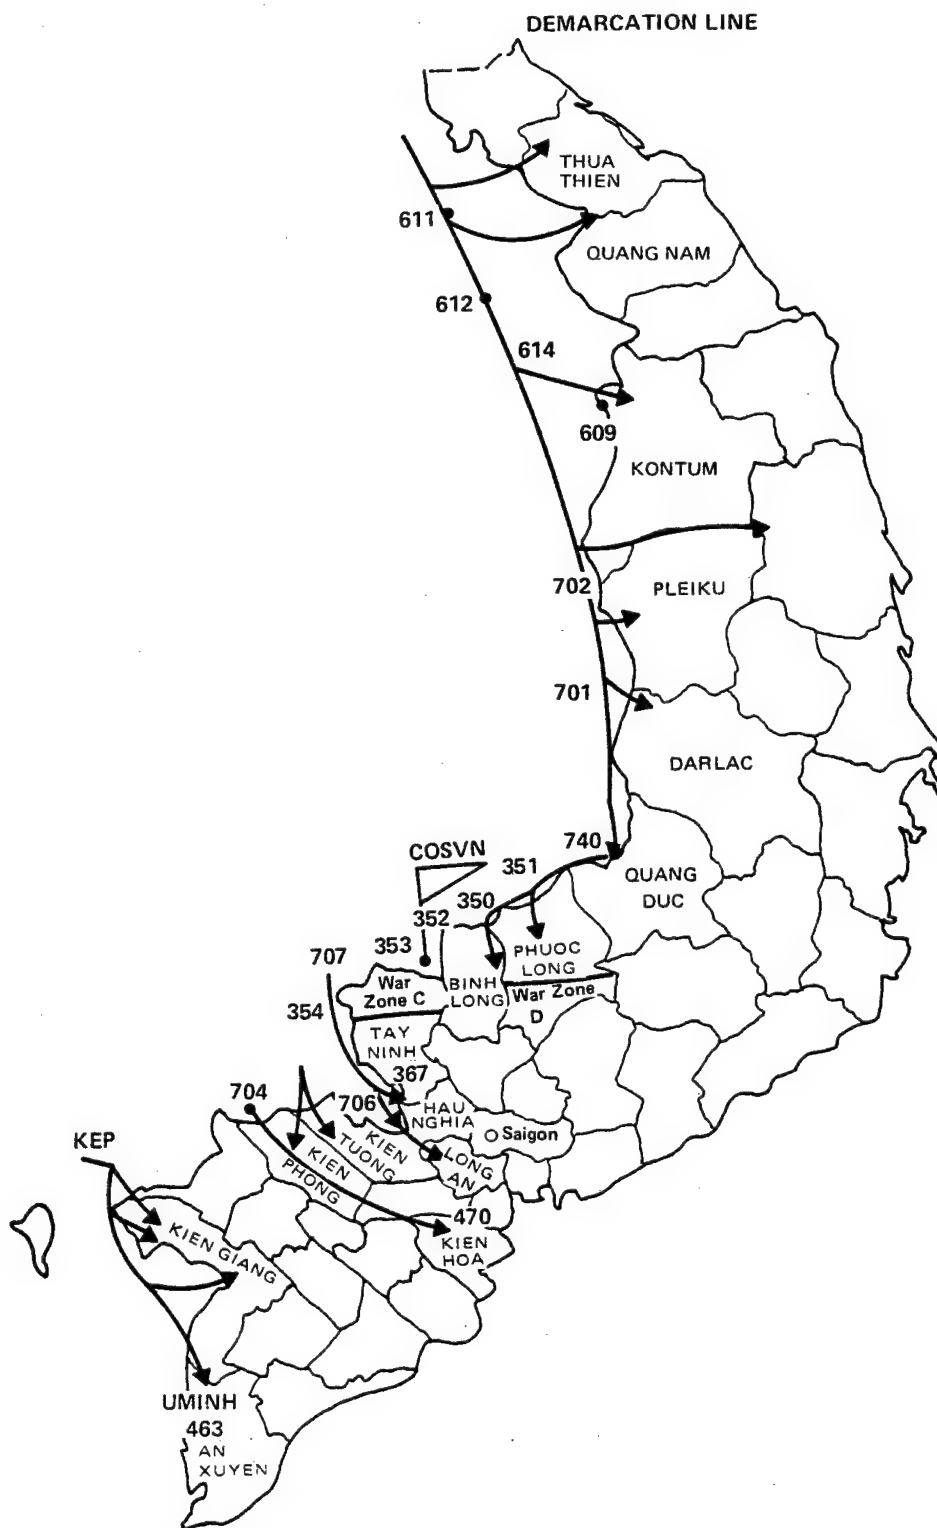 DEMARCATION LINE
THUA
THIEN
611
QUANG NAM
612
614
609
KONTUM
702
PLEIKU
701
DARLAC
740
COSVN
351
QUANG
DUC
350
352
353
PHUOC
LONG
707
War
Zone C
BINH
LONG
War Zone
D
354
TAY
NINH
367
704
706
HAU
NGHIA
Saigon
KEP
KIEN
TUONG
KIEN
PHONG
LONG
AN
470
KIEN GIANG
KIEN
HOA
UMINH
463
AN
XUYEN